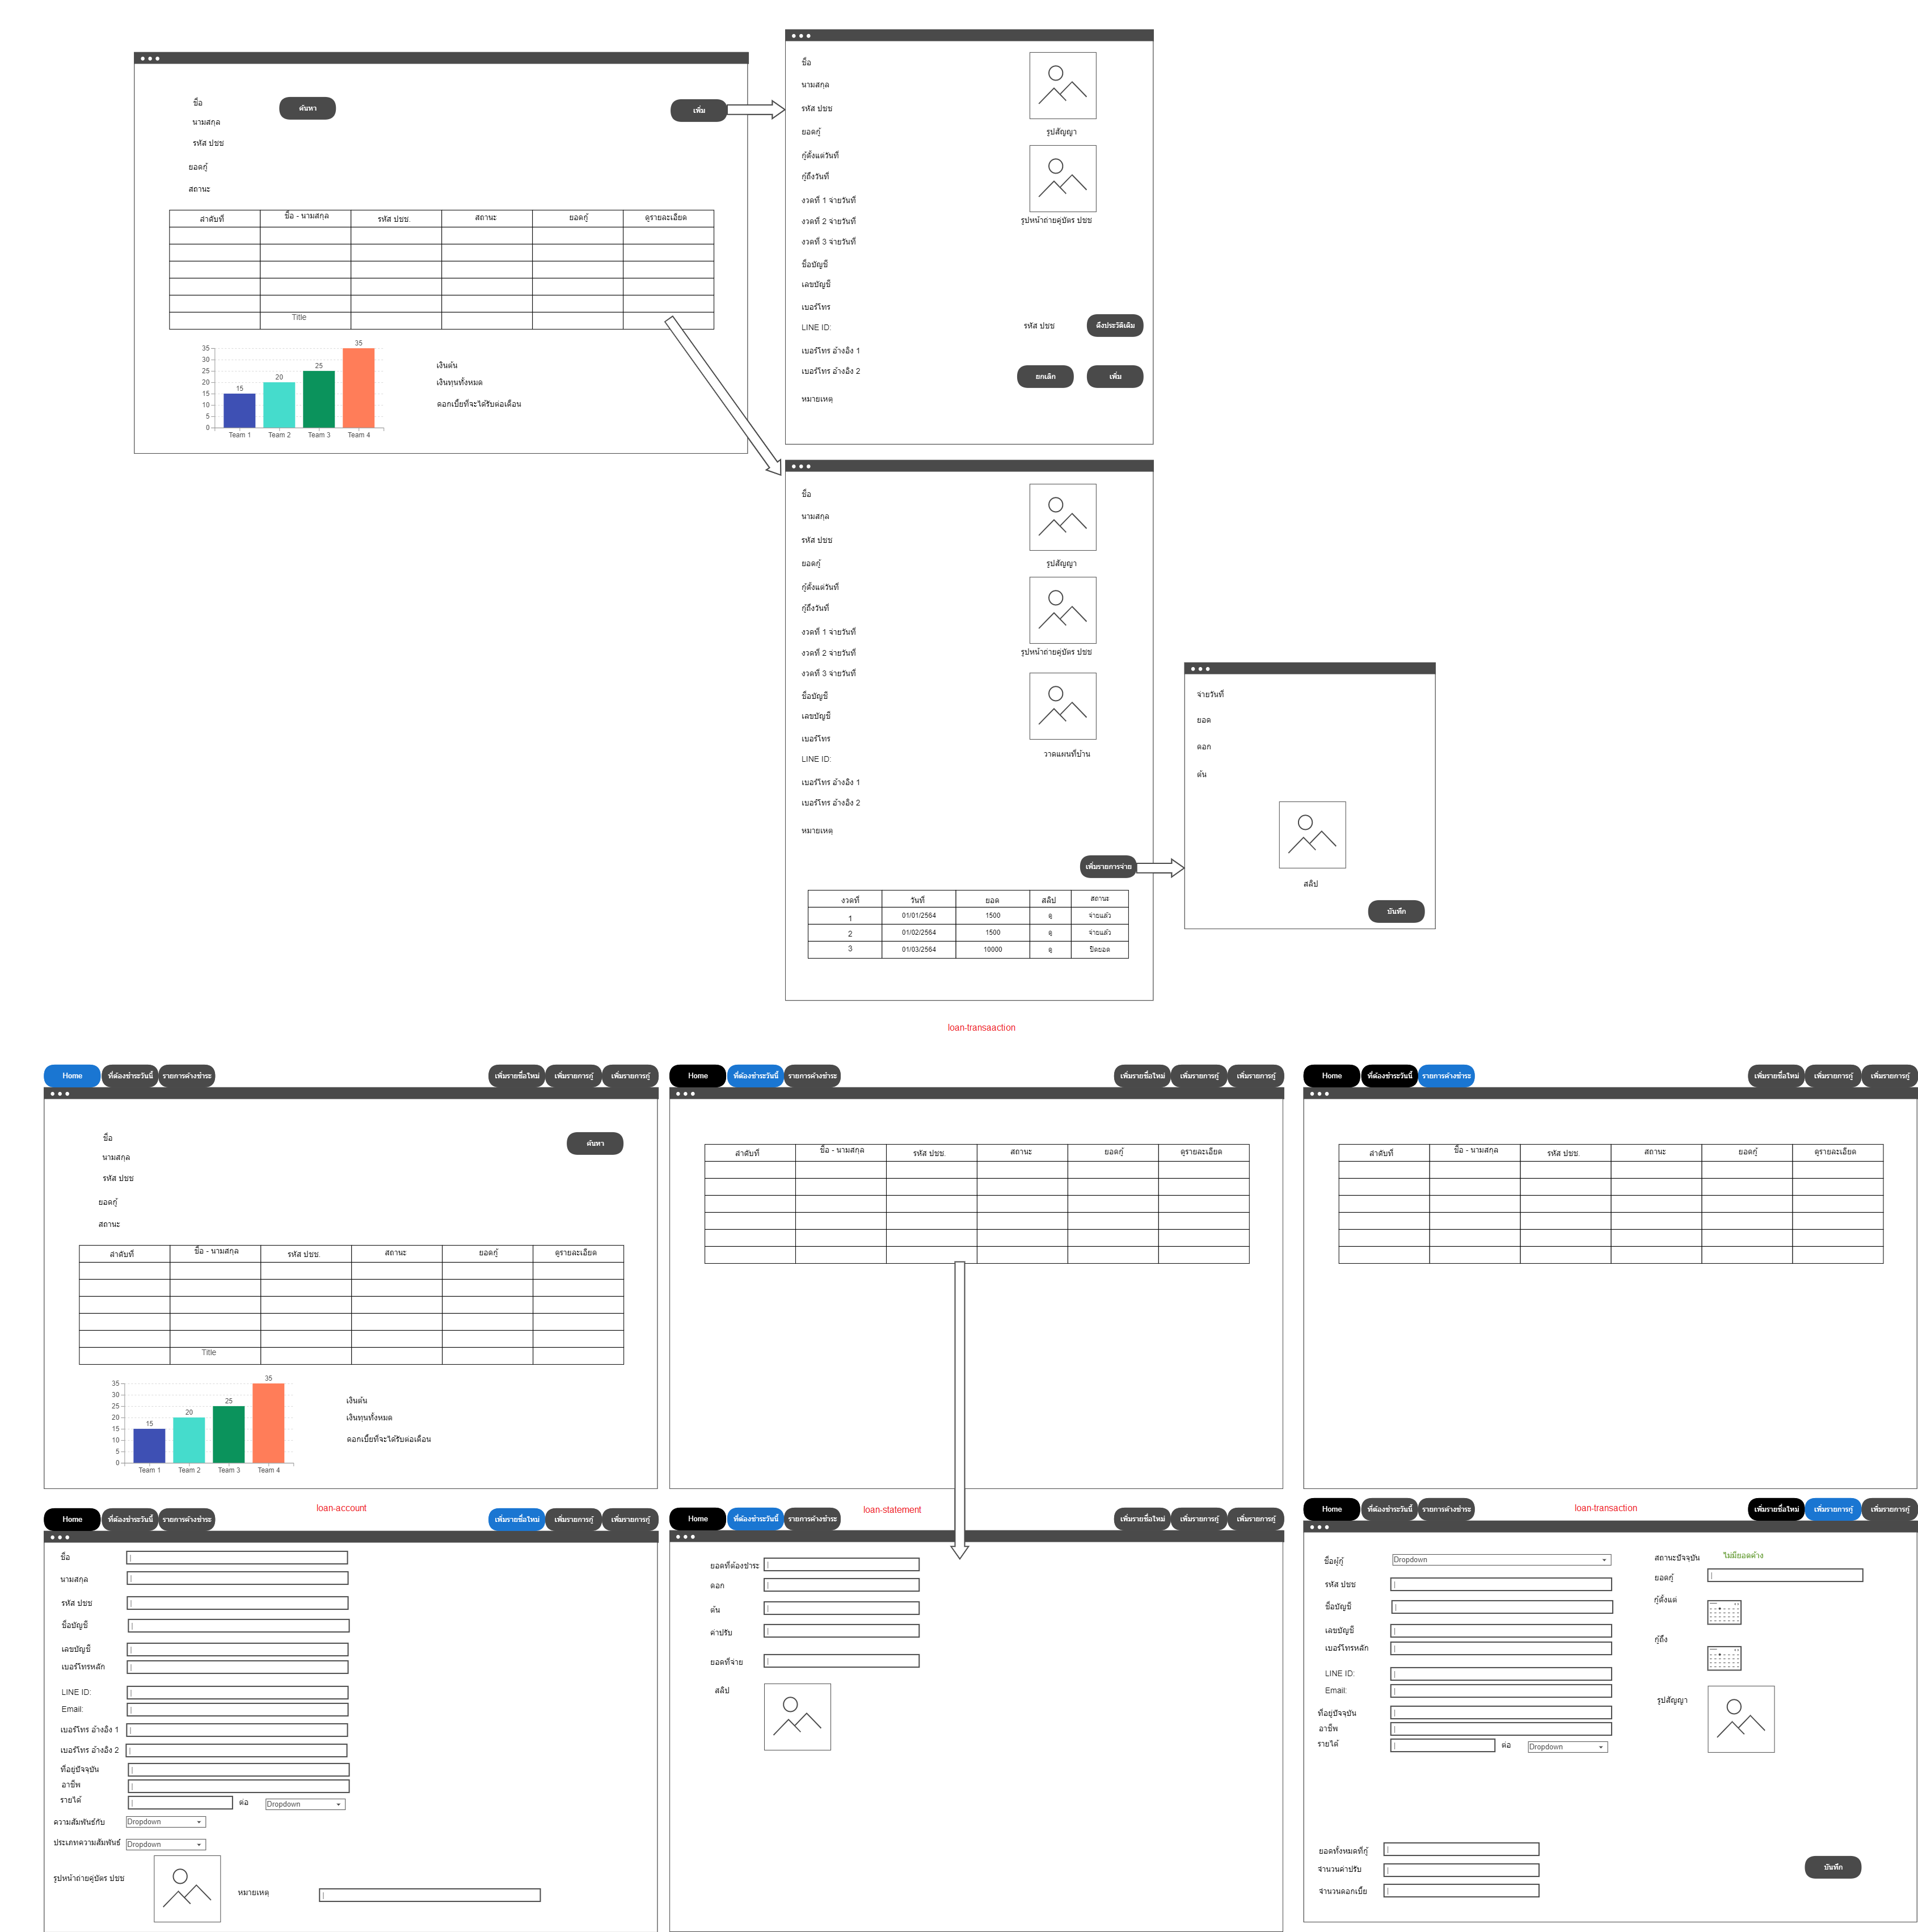 ชื่อ
ค้นหา
เพิ่ม
นามสกุล
รหัส ปชช
ยอดกู้
สถานะ
ลำดับที่ ชื่อ - นามสกุล รหัส ปชช. สถานะ ยอดกู้ ดูรายละเอียด
Title
35
30
25
20
15
10
5
0
15
20
25
35
Team 1 Team 2 Team 3 Team 4
เงินต้น
เงินทุนทั้งหมด
ดอกเบี้ยที่จะได้รับต่อเดือน
ชื่อ
นามสกุล
รหัส ปชช
ยอดกู้
กู้ตั้งแต่วันที่
กู้ถึงวันที่
งวดที่ 1 จ่ายวันที่
งวดที่ 2 จ่ายวันที่
งวดที่ 3 จ่ายวันที่
ชื่อบัญชี
เลขบัญชี
เบอร์โทร
LINE ID:
เบอร์โทร อ้างอิง 1
เบอร์โทร อ้างอิง 2
หมายเหตุ
รูปสัญญา
รูปหน้าถ่ายคู่บัตร ปชช
รหัส ปชช
ดึงประวัติเดิม
ยกเลิก
เพิ่ม
ชื่อ
นามสกุล
รหัส ปชช
ยอดกู้
กู้ตั้งแต่วันที่
กู้ถึงวันที่
งวดที่ 1 จ่ายวันที่
งวดที่ 2 จ่ายวันที่
งวดที่ 3 จ่ายวันที่
ชื่อบัญชี
เลขบัญชี
เบอร์โทร
LINE ID:
เบอร์โทร อ้างอิง 1
เบอร์โทร อ้างอิง 2
หมายเหตุ
รูปสัญญา
รูปหน้าถ่ายคู่บัตร ปชช
วาดแผนที่บ้าน
เพิ่มรายการจ่าย
งวดที่ วันที่ ยอด สลิป สถานะ
1 01/01/2564 1500 ดู จ่ายแล้ว
2 01/02/2564 1500 ดู จ่ายแล้ว
3 01/03/2564 10000 ดู ปิดยอด
จ่ายวันที่
ยอด
ดอก
ต้น
สลิป
บันทึก
loan-transaaction
Home ที่ต้องชำระวันนี้ รายการค้างชำระ เพิ่มรายชื่อใหม่ เพิ่มรายการกู้ เพิ่มรายการกู้
ชื่อ
ค้นหา
นามสกุล
รหัส ปชช
ยอดกู้
สถานะ
ลำดับที่ ชื่อ - นามสกุล รหัส ปชช. สถานะ ยอดกู้ ดูรายละเอียด
Title
35
30
25
20
15
10
5
0
15
20
25
35
Team 1 Team 2 Team 3 Team 4
เงินต้น
เงินทุนทั้งหมด
ดอกเบี้ยที่จะได้รับต่อเดือน
Home ที่ต้องชำระวันนี้ รายการค้างชำระ เพิ่มรายชื่อใหม่ เพิ่มรายการกู้ เพิ่มรายการกู้
ลำดับที่ ชื่อ - นามสกุล รหัส ปชช. สถานะ ยอดกู้ ดูรายละเอียด
Home ที่ต้องชำระวันนี้ รายการค้างชำระ เพิ่มรายชื่อใหม่ เพิ่มรายการกู้ เพิ่มรายการกู้
ลำดับที่ ชื่อ - นามสกุล รหัส ปชช. สถานะ ยอดกู้ ดูรายละเอียด
loan-account
Home ที่ต้องชำระวันนี้ รายการค้างชำระ เพิ่มรายชื่อใหม่ เพิ่มรายการกู้ เพิ่มรายการกู้
ชื่อ
นามสกุล
รหัส ปชช
ชื่อบัญชี
เลขบัญชี
เบอร์โทรหลัก
LINE ID:
Email:
เบอร์โทร อ้างอิง 1
เบอร์โทร อ้างอิง 2
ที่อยู่ปัจจุบัน
อาชีพ
รายได้ ต่อ Dropdown
ความสัมพันธ์กับ Dropdown
ประเภทความสัมพันธ์ Dropdown
รูปหน้าถ่ายคู่บัตร ปชช
หมายเหตุ
loan-statement
Home ที่ต้องชำระวันนี้ รายการค้างชำระ เพิ่มรายชื่อใหม่ เพิ่มรายการกู้ เพิ่มรายการกู้
ยอดที่ต้องชำระ
ดอก
ต้น
ค่าปรับ
ยอดที่จ่าย
สลิป
loan-transaction
Home ที่ต้องชำระวันนี้ รายการค้างชำระ เพิ่มรายชื่อใหม่ เพิ่มรายการกู้ เพิ่มรายการกู้
ชื่อผู้กู้ Dropdown
รหัส ปชช
ชื่อบัญชี
เลขบัญชี
เบอร์โทรหลัก
LINE ID:
Email:
ที่อยู่ปัจจุบัน
อาชีพ
รายได้ ต่อ Dropdown
สถานะปัจจุบัน ไม่มียอดค้าง
ยอดกู้
กู้ตั้งแต่
กู้ถึง
รูปสัญญา
ยอดทั้งหมดที่กู้
จำนวนค่าปรับ
จำนวนดอกเบี้ย
บันทึก